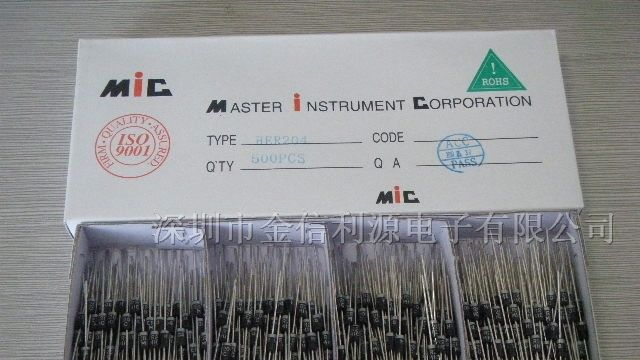 MiC
MASTER iNSTRUMENT CORPORATION
! ROHS
FIRM·QUALITY·ASSURED
ISO
9001
TYPE HER204 CODE
Q'TY 500PCS Q A
ACC
PASS
MiC
深圳市金信利源电子有限公司